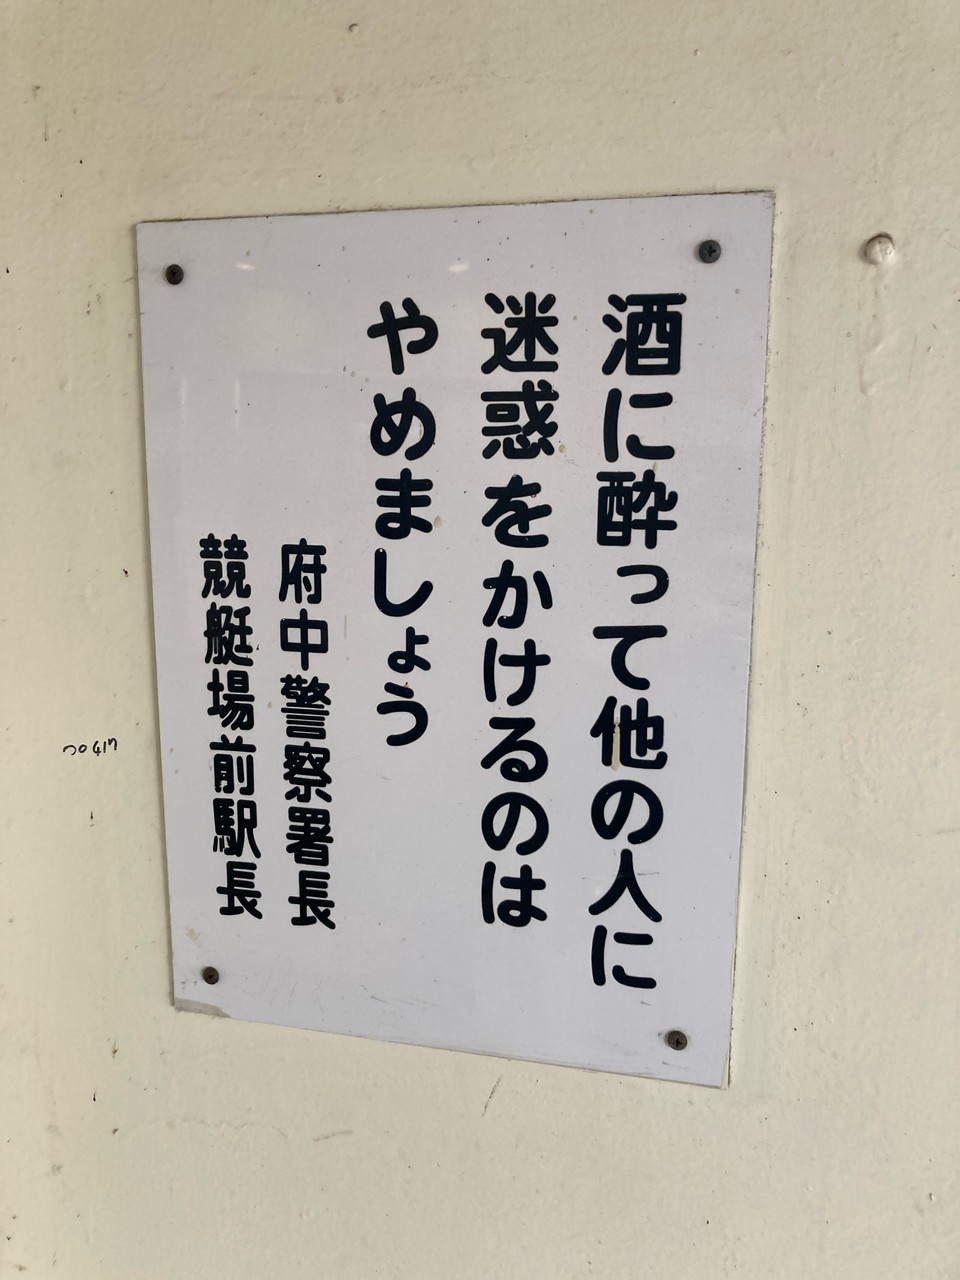 酒に酔って他の人に
迷惑をかけるのは
やめましょう
府中警察署長
競艇場前駅長